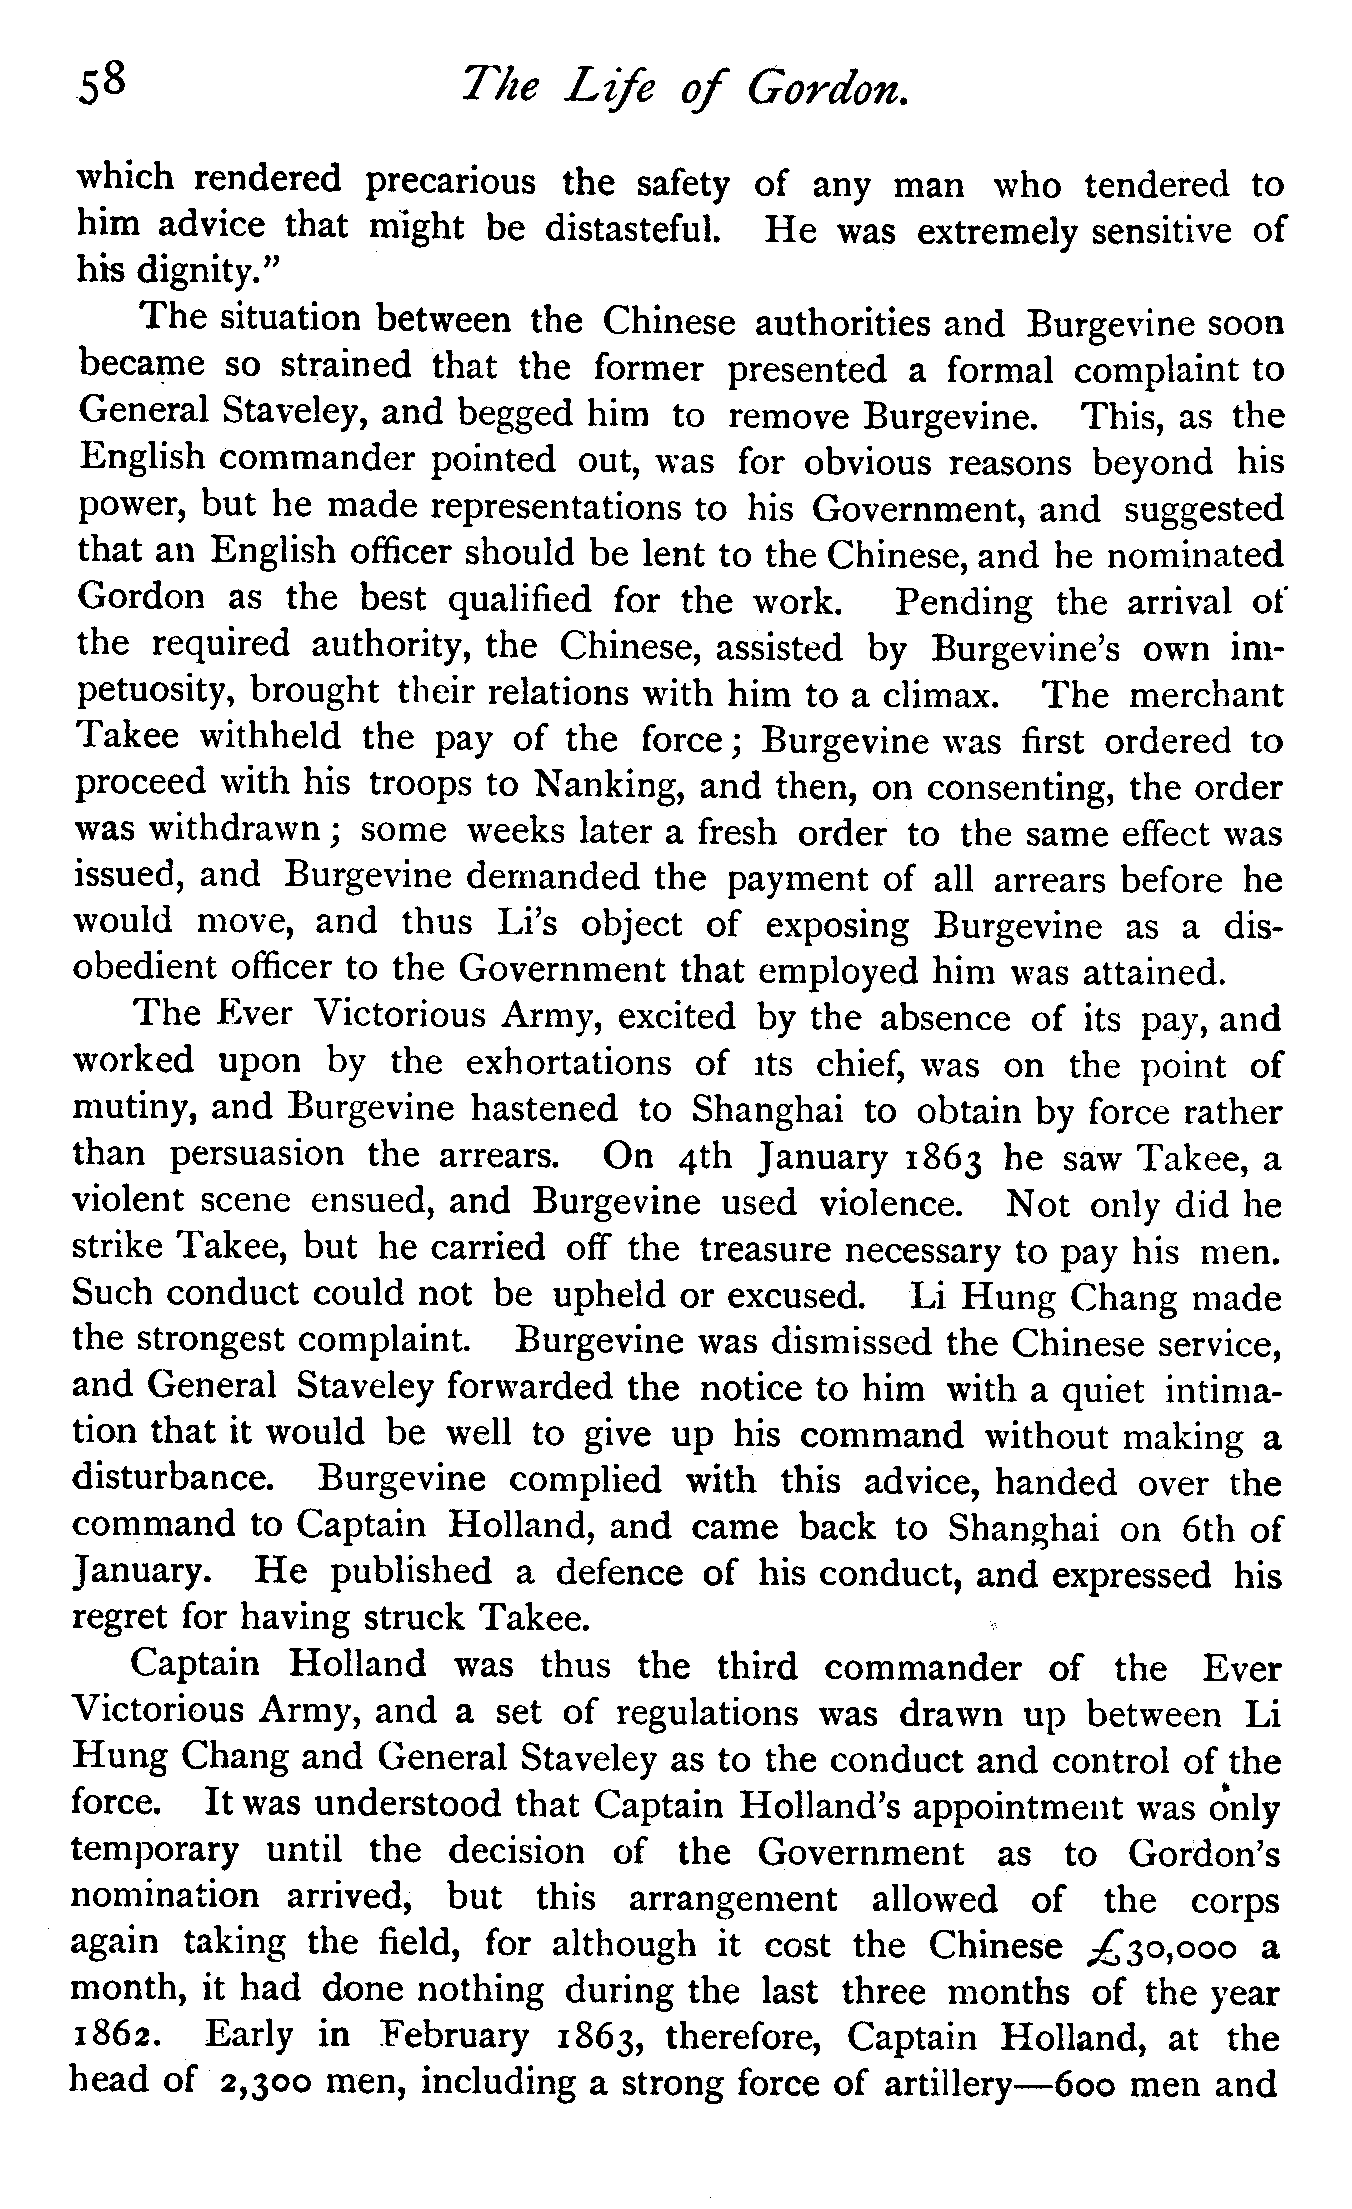 58 The Life of Gordon.
which rendered precarious the safety of any man who tendered to
him advice that might be distasteful. He was extremely sensitive of
his dignity."
The situation between the Chinese authorities and Burgevine soon
became so strained that the former presented a formal complaint to
General Staveley, and begged him to remove Burgevine. This, as the
English commander pointed out, was for obvious reasons beyond his
power, but he made representations to his Government, and suggested
that an English officer should be lent to the Chinese, and he nominated
Gordon as the best qualified for the work. Pending the arrival of
the required authority, the Chinese, assisted by Burgevine's own im-
petuosity, brought their relations with him to a climax. The merchant
Takee withheld the pay of the force; Burgevine was first ordered to
proceed with his troops to Nanking, and then, on consenting, the order
was withdrawn; some weeks later a fresh order to the same effect was
issued, and Burgevine demanded the payment of all arrears before he
would move, and thus Li's object of exposing Burgevine as a dis-
obedient officer to the Government that employed him was attained.
The Ever Victorious Army, excited by the absence of its pay, and
worked upon by the exhortations of its chief, was on the point of
mutiny, and Burgevine hastened to Shanghai to obtain by force rather
than persuasion the arrears. On 4th January 1863 he saw Takee, a
violent scene ensued, and Burgevine used violence. Not only did he
strike Takee, but he carried off the treasure necessary to pay his men.
Such conduct could not be upheld or excused. Li Hung Chang made
the strongest complaint. Burgevine was dismissed the Chinese service,
and General Staveley forwarded the notice to him with a quiet intima-
tion that it would be well to give up his command without making a
disturbance. Burgevine complied with this advice, handed over the
command to Captain Holland, and came back to Shanghai on 6th of
January. He published a defence of his conduct, and expressed his
regret for having struck Takee.
Captain Holland was thus the third commander of the Ever
Victorious Army, and a set of regulations was drawn up between Li
Hung Chang and General Staveley as to the conduct and control of the
force. It was understood that Captain Holland's appointment was only
temporary until the decision of the Government as to Gordon's
nomination arrived, but this arrangement allowed of the corps
again taking the field, for although it cost the Chinese £30,000 a
month, it had done nothing during the last three months of the year
1862. Early in February 1863, therefore, Captain Holland, at the
head of 2,300 men, including a strong force of artillery—600 men and